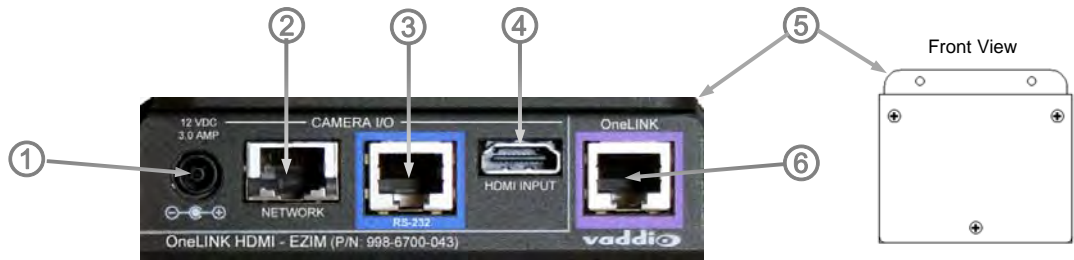 2 3 4 5
Front View
12 VDC
3.0 AMP
CAMERA I/O
OneLINK
1
6
HDMI INPUT
NETWORK
RS-232
OneLINK HDMI - EZIM (P/N: 998-6700-043)
vaddio